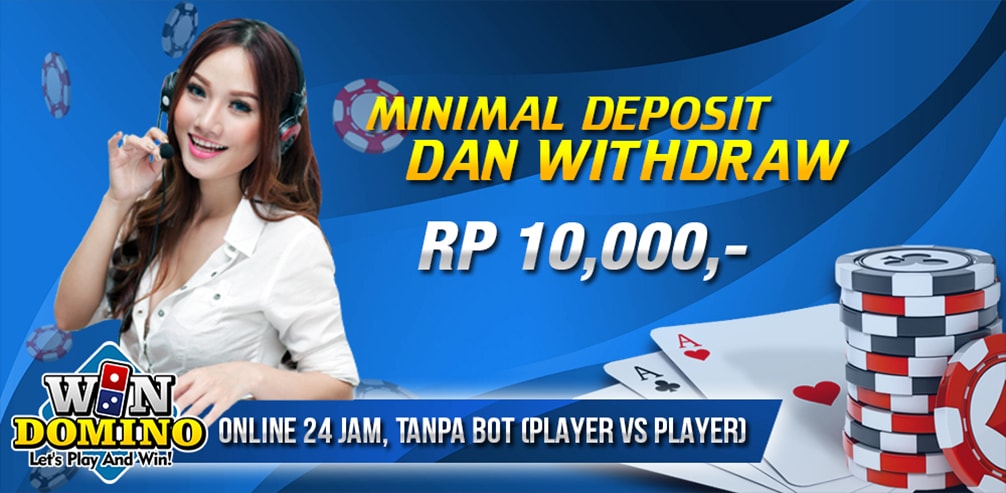 MINIMAL DEPOSIT
DAN WITHDRAW
RP 10,000,-
WIN
DOMINO
Let's Play And Win!
ONLINE 24 JAM, TANPA BOT (PLAYER VS PLAYER)
A
A